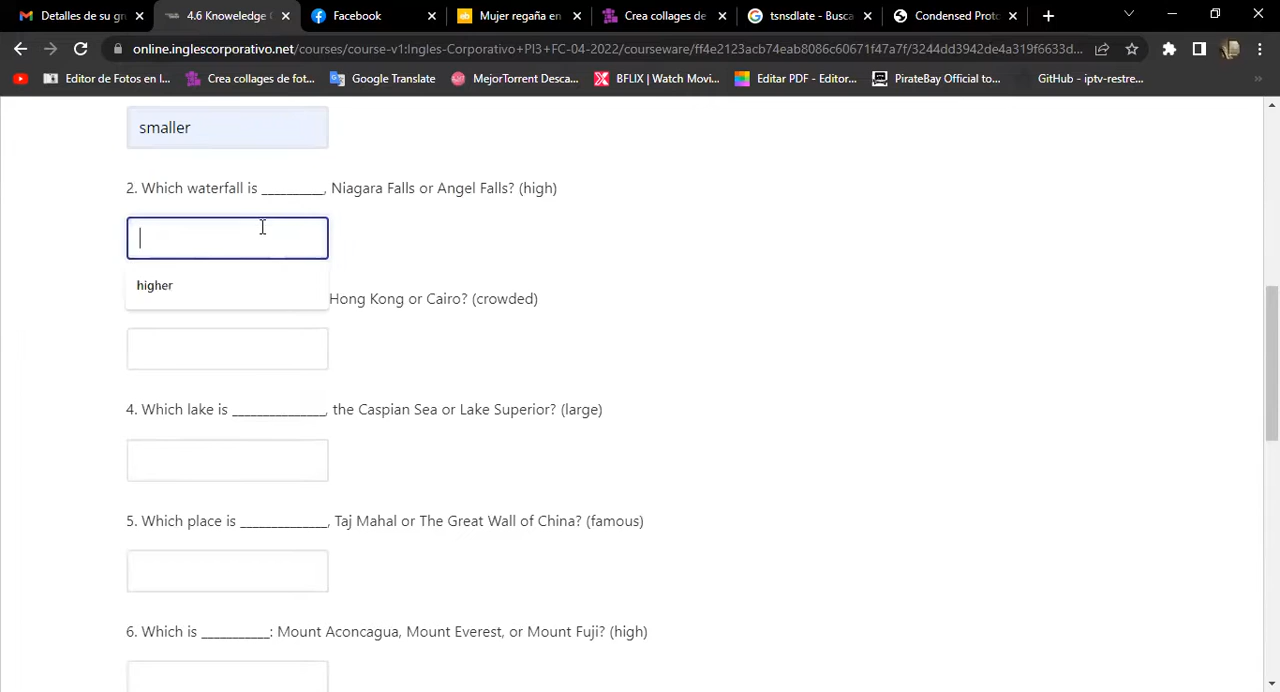 Detalles de su gr
4.6 Knoweledge C
Facebook
Mujer regaña en
Crea collages de
tsnsdlate - Busca
Condensed Proto
online.inglescorporativo.net/courses/course-v1:Ingles-Corporativo+PI3+FC-04-2022/courseware/ff4e2123acb74eab8086c60671f47a7f/3244dd3942de4a319f6633d...
Editor de Fotos en l...
Crea collages de fot...
Google Translate
MejorTorrent Desca...
BFLIX | Watch Movi...
Editar PDF - Editor...
PirateBay Official to...
GitHub - iptv-restre...
smaller
2. Which waterfall is __________, Niagara Falls or Angel Falls? (high)
higher
Hong Kong or Cairo? (crowded)
4. Which lake is _______________, the Caspian Sea or Lake Superior? (large)
5. Which place is ______________, Taj Mahal or The Great Wall of China? (famous)
6. Which is ___________: Mount Aconcagua, Mount Everest, or Mount Fuji? (high)